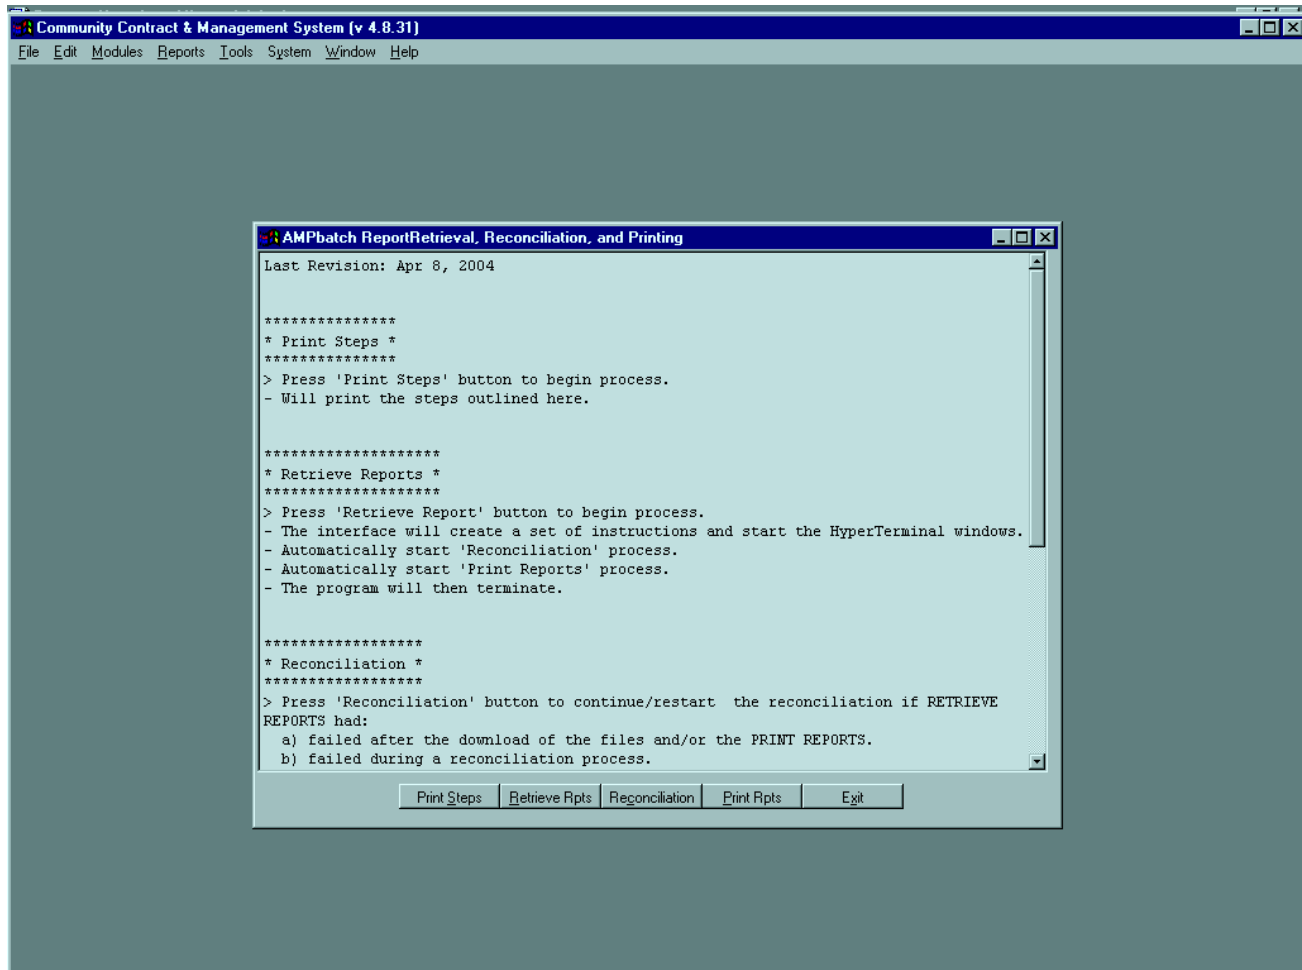 Community Contract & Management System (v 4.8.31)
File Edit Modules Reports Tools System Window Help
AMPbatch ReportRetrieval, Reconciliation, and Printing
Last Revision: Apr 8, 2004
***************
* Print Steps *
***************
> Press 'Print Steps' button to begin process.
- Will print the steps outlined here.
********************
* Retrieve Reports *
********************
> Press 'Retrieve Report' button to begin process.
- The interface will create a set of instructions and start the HyperTerminal windows.
- Automatically start 'Reconciliation' process.
- Automatically start 'Print Reports' process.
- The program will then terminate.
******************
* Reconciliation *
******************
> Press 'Reconciliation' button to continue/restart  the reconciliation if RETRIEVE
REPORTS had:
a) failed after the download of the files and/or the PRINT REPORTS.
b) failed during a reconciliation process.
Print Steps Retrieve Rpts Reconciliation Print Rpts Exit